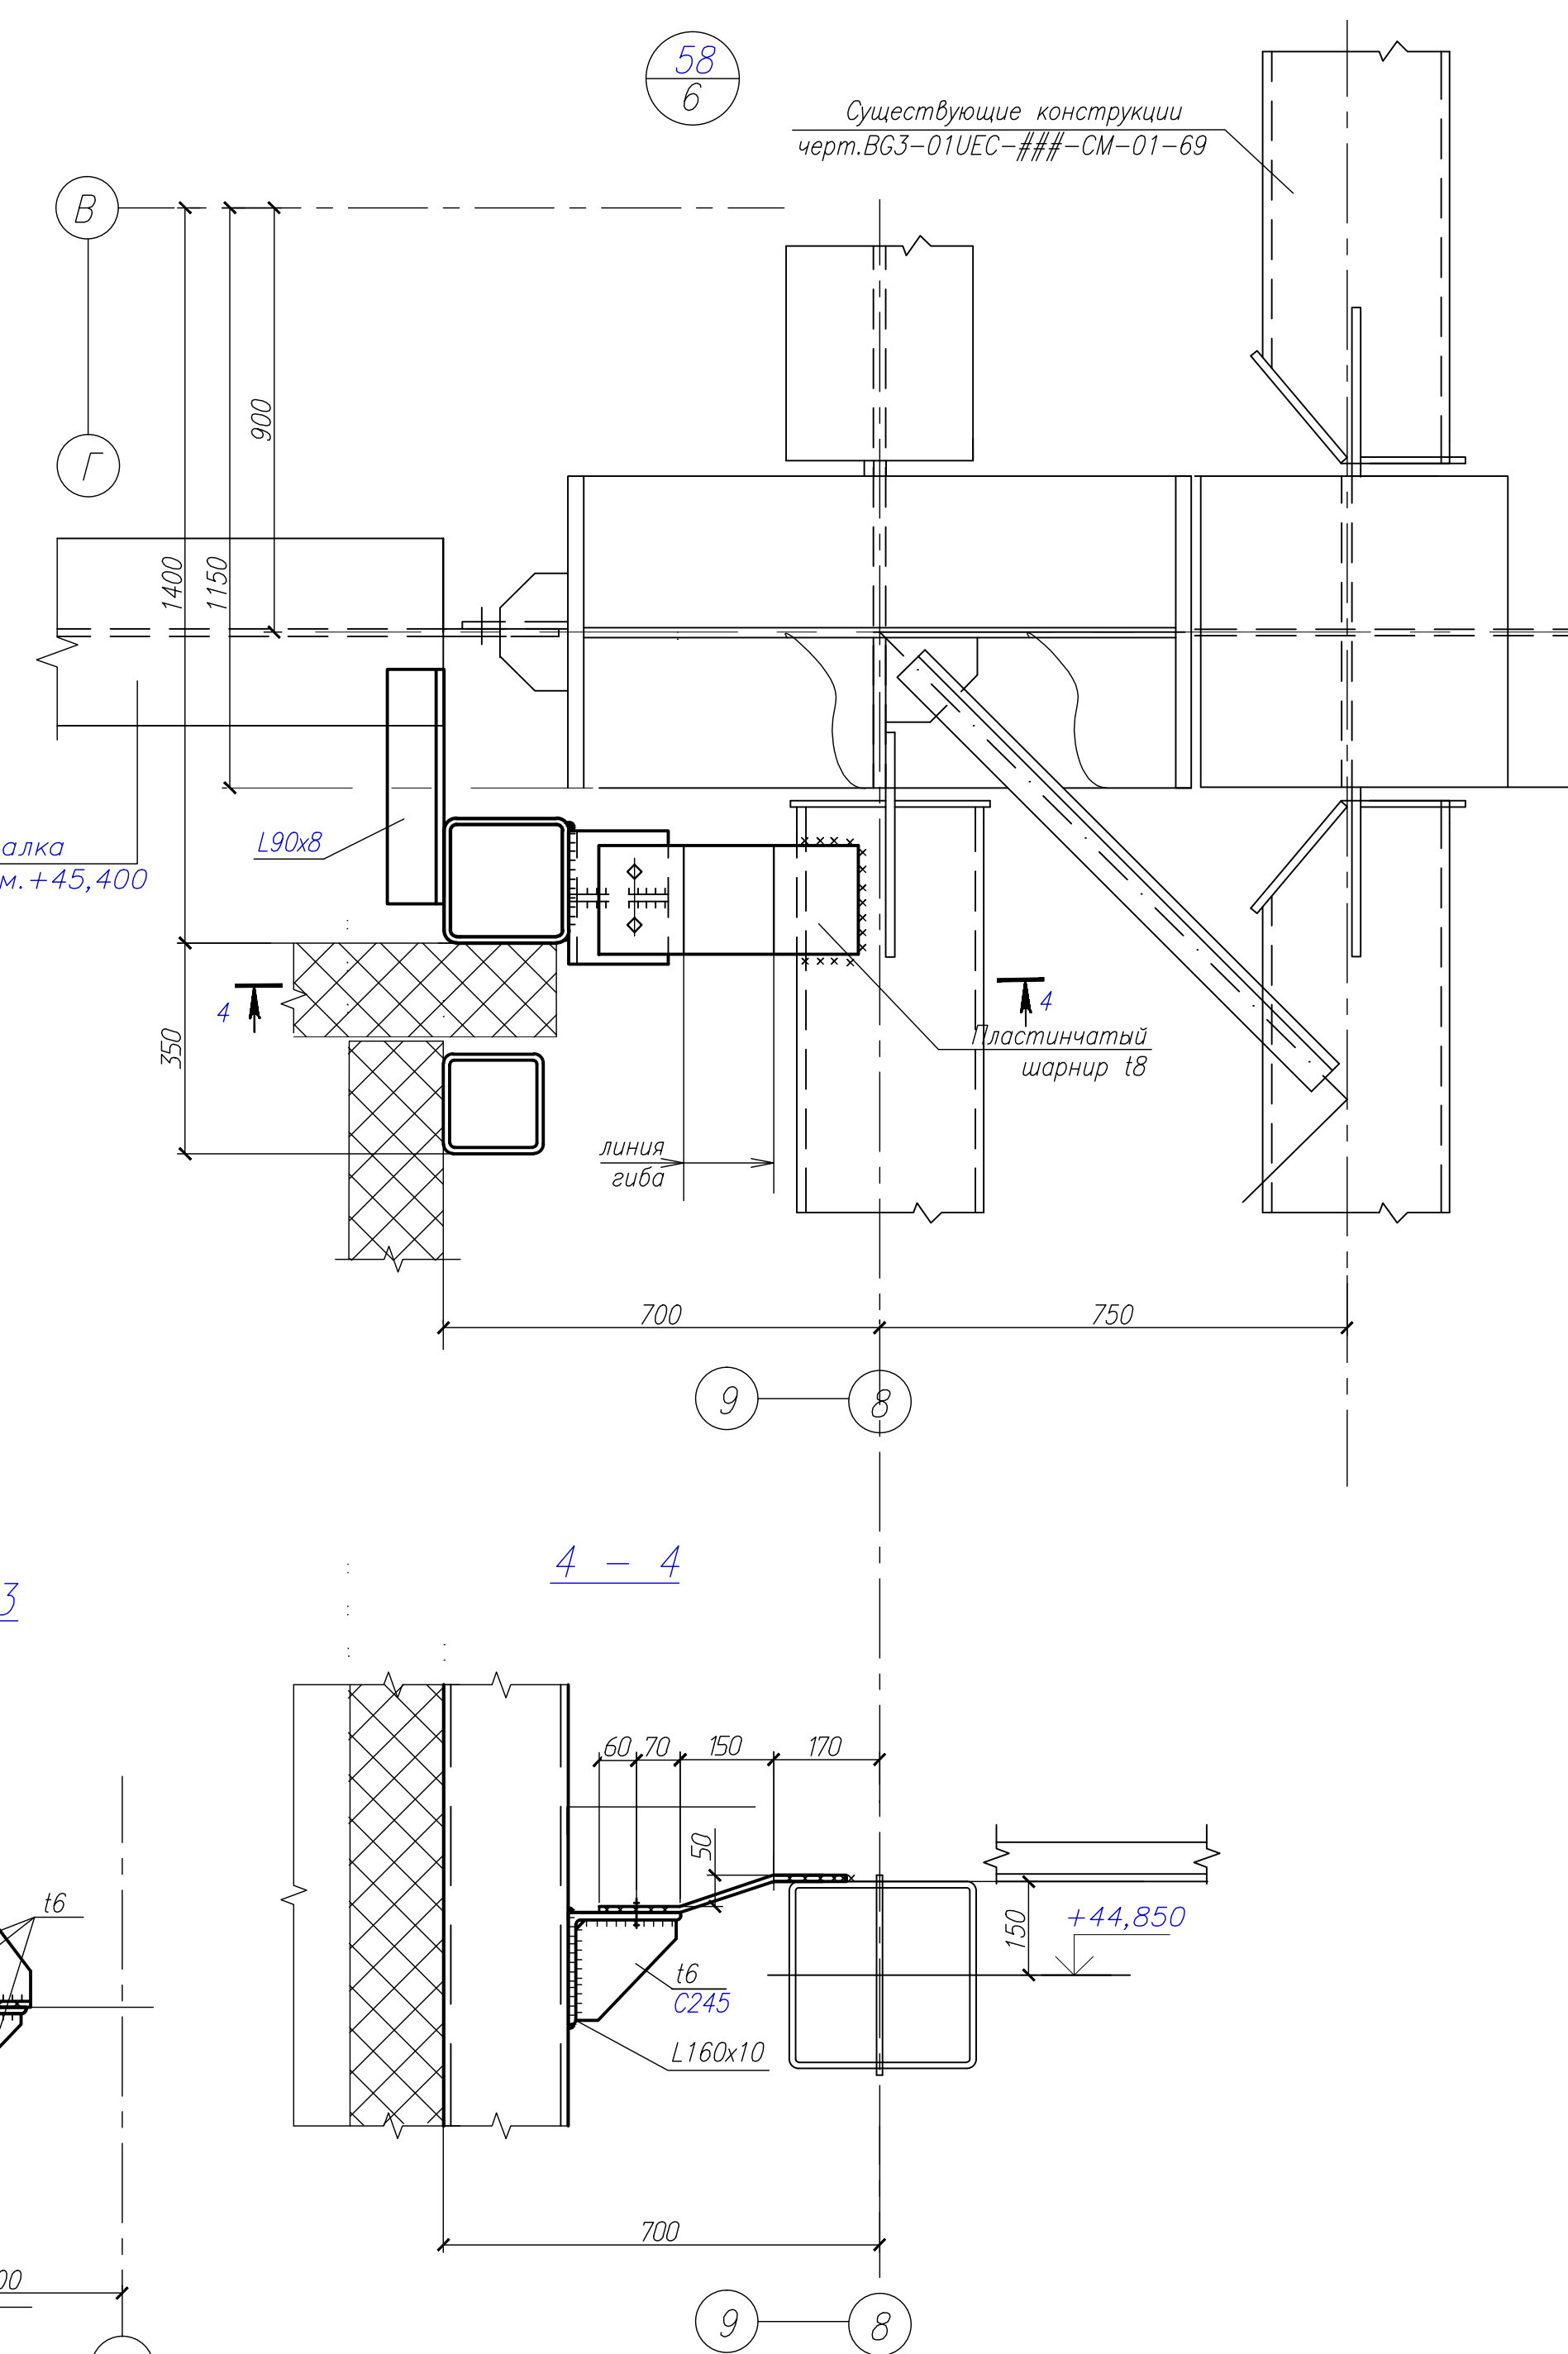 58
6
Существующие конструкции
черт.BG3-01UEC-###-СМ-01-69
В
Г
900
1400
1150
алка
м.+45,400
L90x8
4
4
350
Пластинчатый
шарнир t8
линия
гиба
700
750
9
8
4 - 4
3
60
70
150
170
50
t6
150
+44,850
t6
С245
L160x10
700
00
9
8